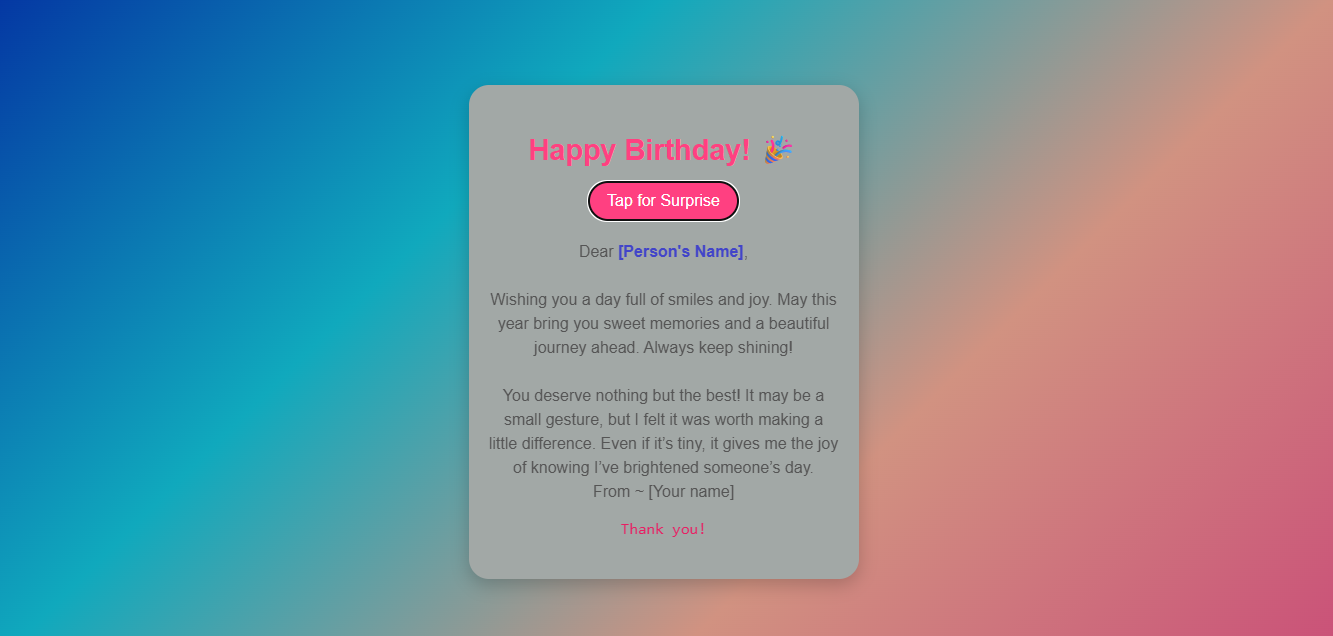 Happy Birthday! 🎉
Tap for Surprise
Dear [Person's Name],
Wishing you a day full of smiles and joy. May this
year bring you sweet memories and a beautiful
journey ahead. Always keep shining!
You deserve nothing but the best! It may be a
small gesture, but I felt it was worth making a
little difference. Even if it’s tiny, it gives me the joy
of knowing I’ve brightened someone’s day.
From ~ [Your name]
Thank you!